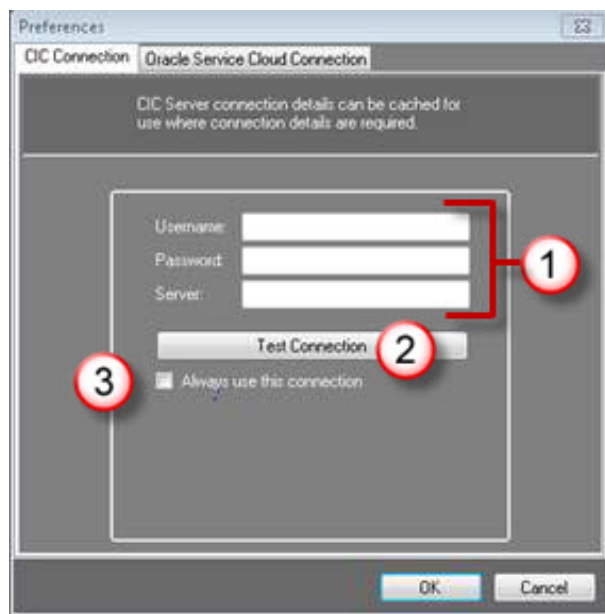 Preferences
CIC Connection Oracle Service Cloud Connection
CIC Server connection details can be cached for
use where connection details are required.
Username:
Password:
Server:
1
Test Connection 2
3 Always use this connection
OK Cancel